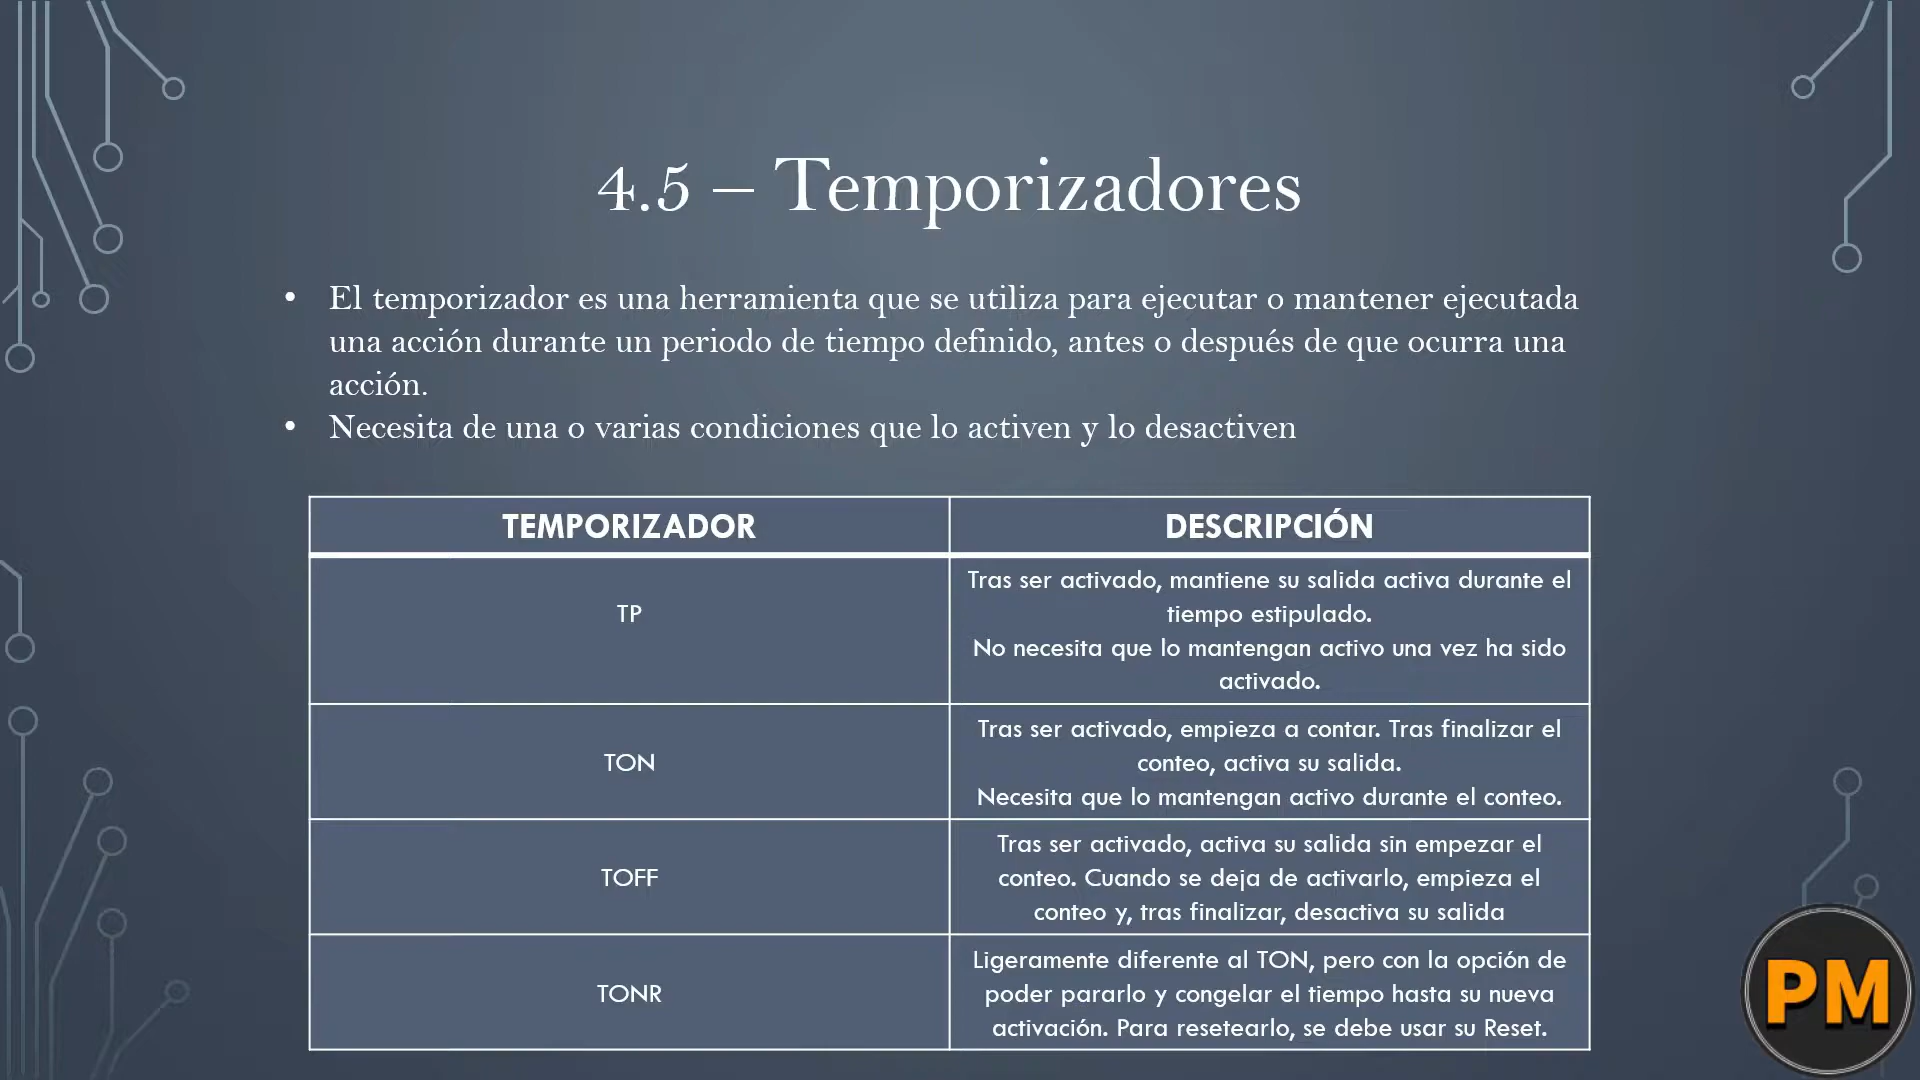 4.5 – Temporizadores
• El temporizador es una herramienta que se utiliza para ejecutar o mantener ejecutada
una acción durante un periodo de tiempo definido, antes o después de que ocurra una
acción.
• Necesita de una o varias condiciones que lo activen y lo desactiven
TEMPORIZADOR
DESCRIPCIÓN
TP
Tras ser activado, mantiene su salida activa durante el
tiempo estipulado.
No necesita que lo mantengan activo una vez ha sido
activado.
TON
Tras ser activado, empieza a contar. Tras finalizar el
conteo, activa su salida.
Necesita que lo mantengan activo durante el conteo.
TOFF
Tras ser activado, activa su salida sin empezar el
conteo. Cuando se deja de activarlo, empieza el
conteo y, tras finalizar, desactiva su salida
TONR
Ligeramente diferente al TON, pero con la opción de
poder pararlo y congelar el tiempo hasta su nueva
activación. Para resetearlo, se debe usar su Reset.
PM